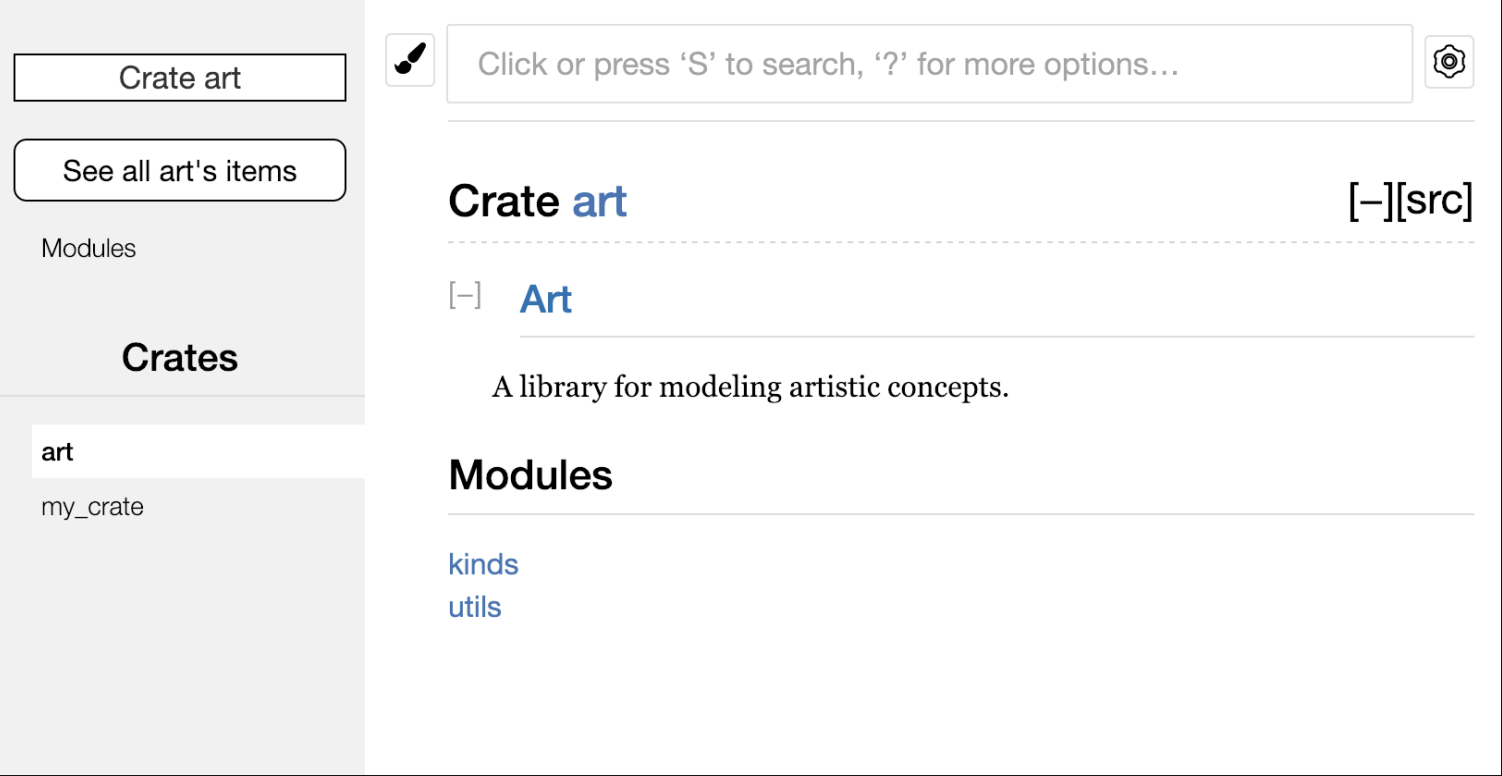 Crate art
See all art's items
Modules
Crates
art
my_crate
Click or press ‘S’ to search, ‘?’ for more options…
Crate art [−][src]
[−] Art
A library for modeling artistic concepts.
Modules
kinds
utils